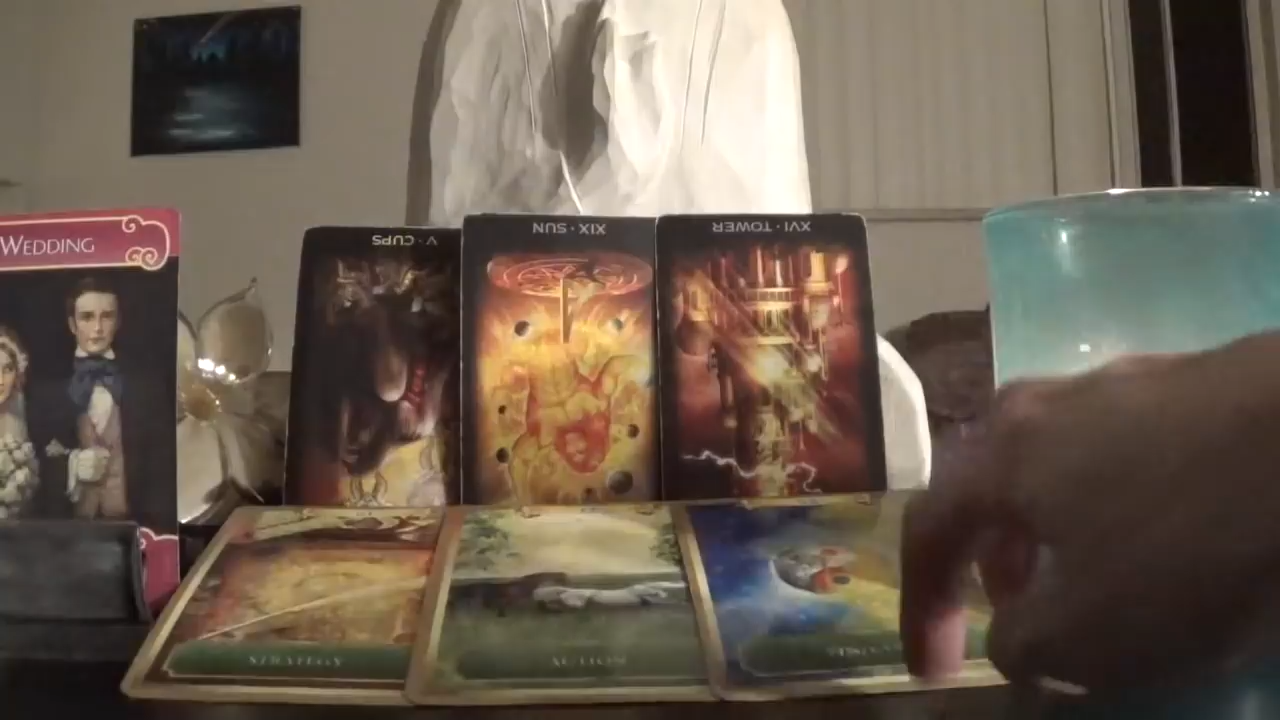 WEDDING
V · CUPS
XIX · SUN
XVI · TOWER
STRATEGY
ACTION